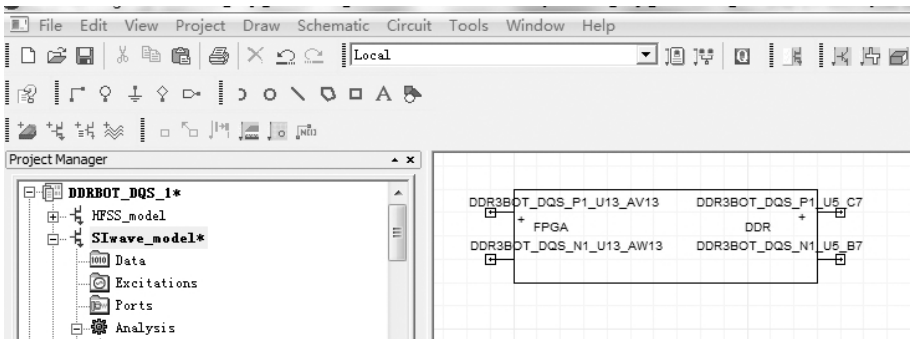 File Edit View Project Draw Schematic Circuit Tools Window Help
Local
A
Project Manager
DDRBOT_DQS_1*
HFSS_model
SIwave_model*
Data
Excitations
Ports
Analysis
DDR3BOT_DQS_P1_U13_AV13 DDR3BOT_DQS_P1_U5_C7
+ +
FPGA DDR
DDR3BOT_DQS_N1_U13_AW13 DDR3BOT_DQS_N1_U5_B7